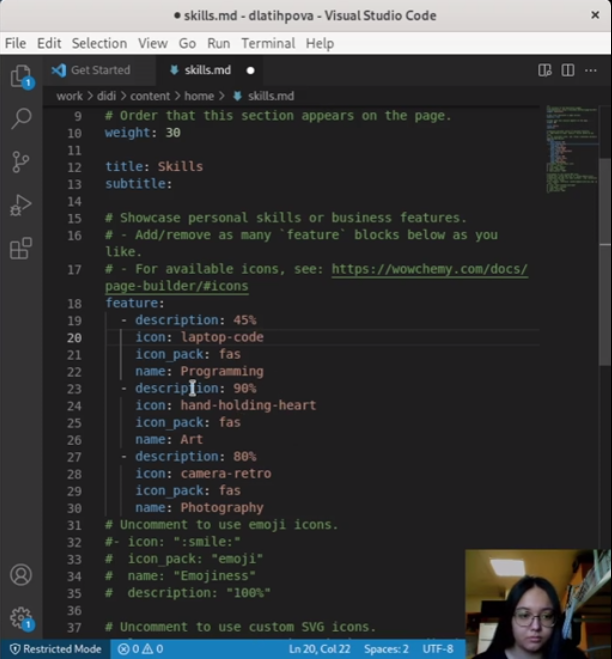 ● skills.md - dlatihpova - Visual Studio Code ×
File Edit Selection View Go Run Terminal Help
Get Started skills.md ●
work > didi > content > home > skills.md
9 # Order that this section appears on the page.
10 weight: 30
11
12 title: Skills
13 subtitle:
14
15 # Showcase personal skills or business features.
16 # - Add/remove as many `feature` blocks below as you
like.
17 # - For available icons, see: https://wowchemy.com/docs/
page-builder/#icons
18 feature:
19 - description: 45%
20 icon: laptop-code
21 icon_pack: fas
22 name: Programming
23 - description: 90%
24 icon: hand-holding-heart
25 icon_pack: fas
26 name: Art
27 - description: 80%
28 icon: camera-retro
29 icon_pack: fas
30 name: Photography
31 # Uncomment to use emoji icons.
32 #- icon: ":smile:"
33 # icon_pack: "emoji"
34 # name: "Emojiness"
35 # description: "100%"
36
37 # Uncomment to use custom SVG icons.
1
1
Restricted Mode 0 0 Ln 20, Col 22 Spaces: 2 UTF-8